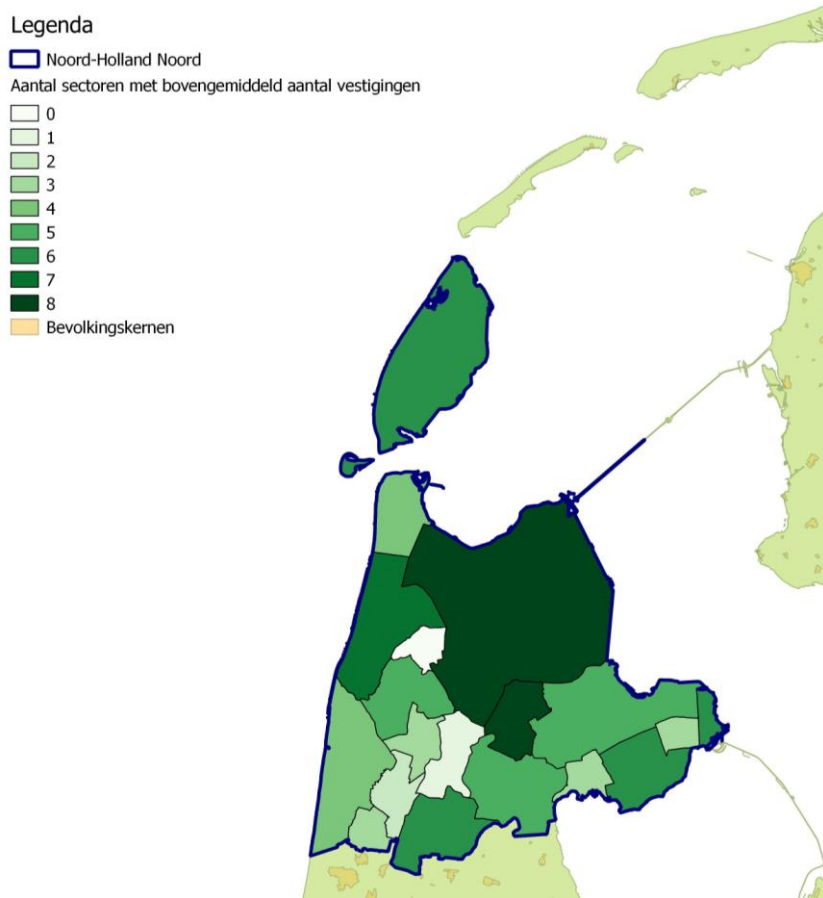 Legenda
Noord-Holland Noord
Aantal sectoren met bovengemiddeld aantal vestigingen
0
1
2
3
4
5
6
7
8
Bevolkingskernen